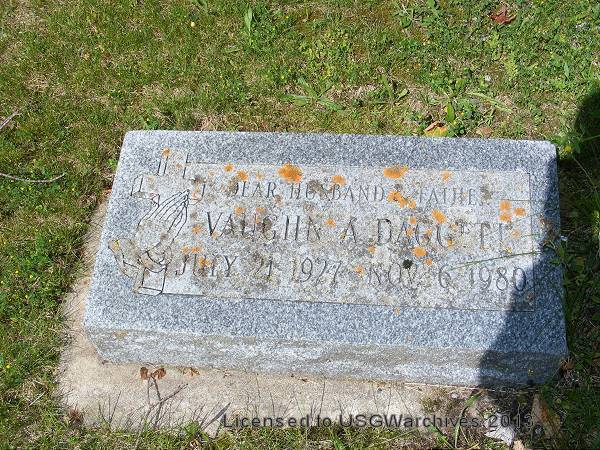 DEAR HUSBAND & FATHER
VAUGHN A. DAGGETT
JULY 21, 1927 NOV. 6, 1980
Licensed to USGWarchives 2013